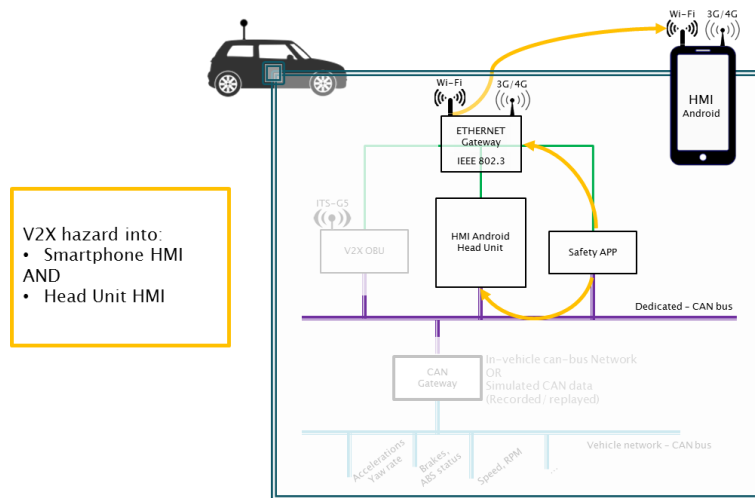 Wi-Fi
3G/4G
HMI
Android
Wi-Fi
3G/4G
ETHERNET
Gateway
IEEE 802.3
ITS-G5
V2X OBU
HMI Android
Head Unit
Safety APP
V2X hazard into:
• Smartphone HMI
AND
• Head Unit HMI
Dedicated – CAN bus
CAN
Gateway
In-vehicle can-bus Network
OR
Simulated CAN data
(Recorded/ replayed)
Vehicle network – CAN bus
Accelerations
Yaw rate
Brakes,
ABS status
Speed, RPM
...